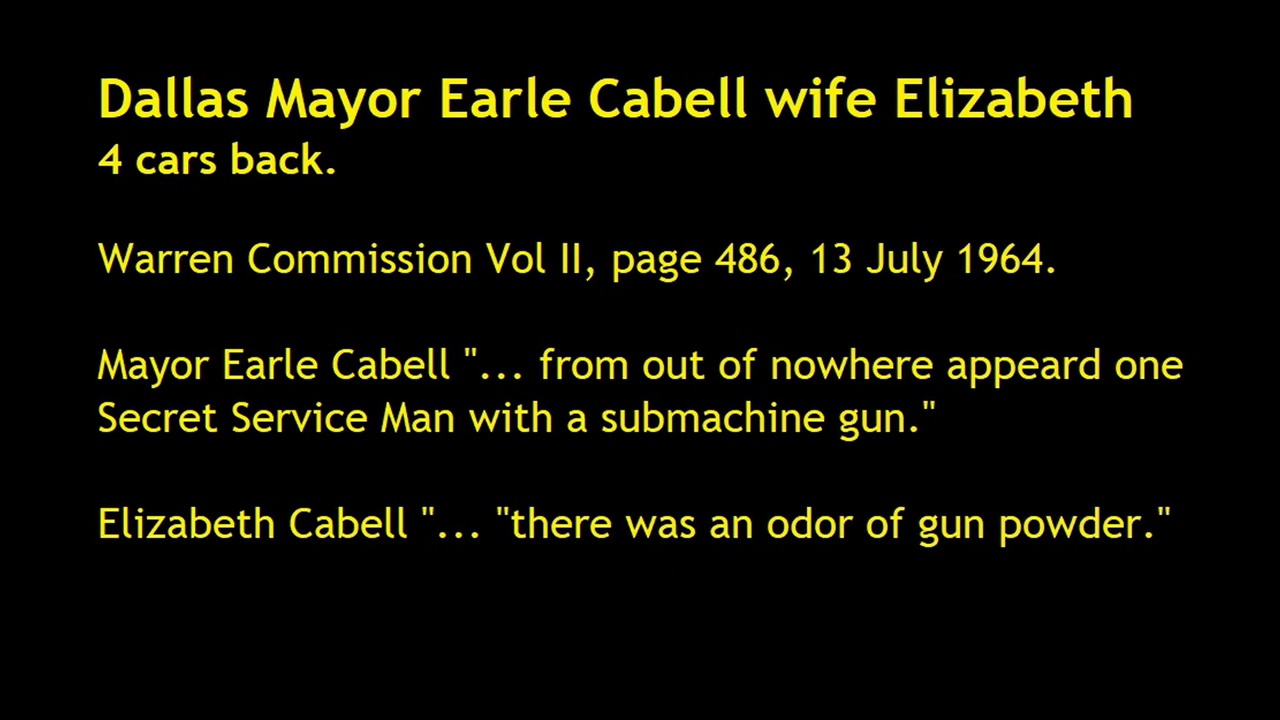 Dallas Mayor Earle Cabell wife Elizabeth
4 cars back.
Warren Commission Vol II, page 486, 13 July 1964.
Mayor Earle Cabell "... from out of nowhere appeard one
Secret Service Man with a submachine gun."
Elizabeth Cabell "... "there was an odor of gun powder."